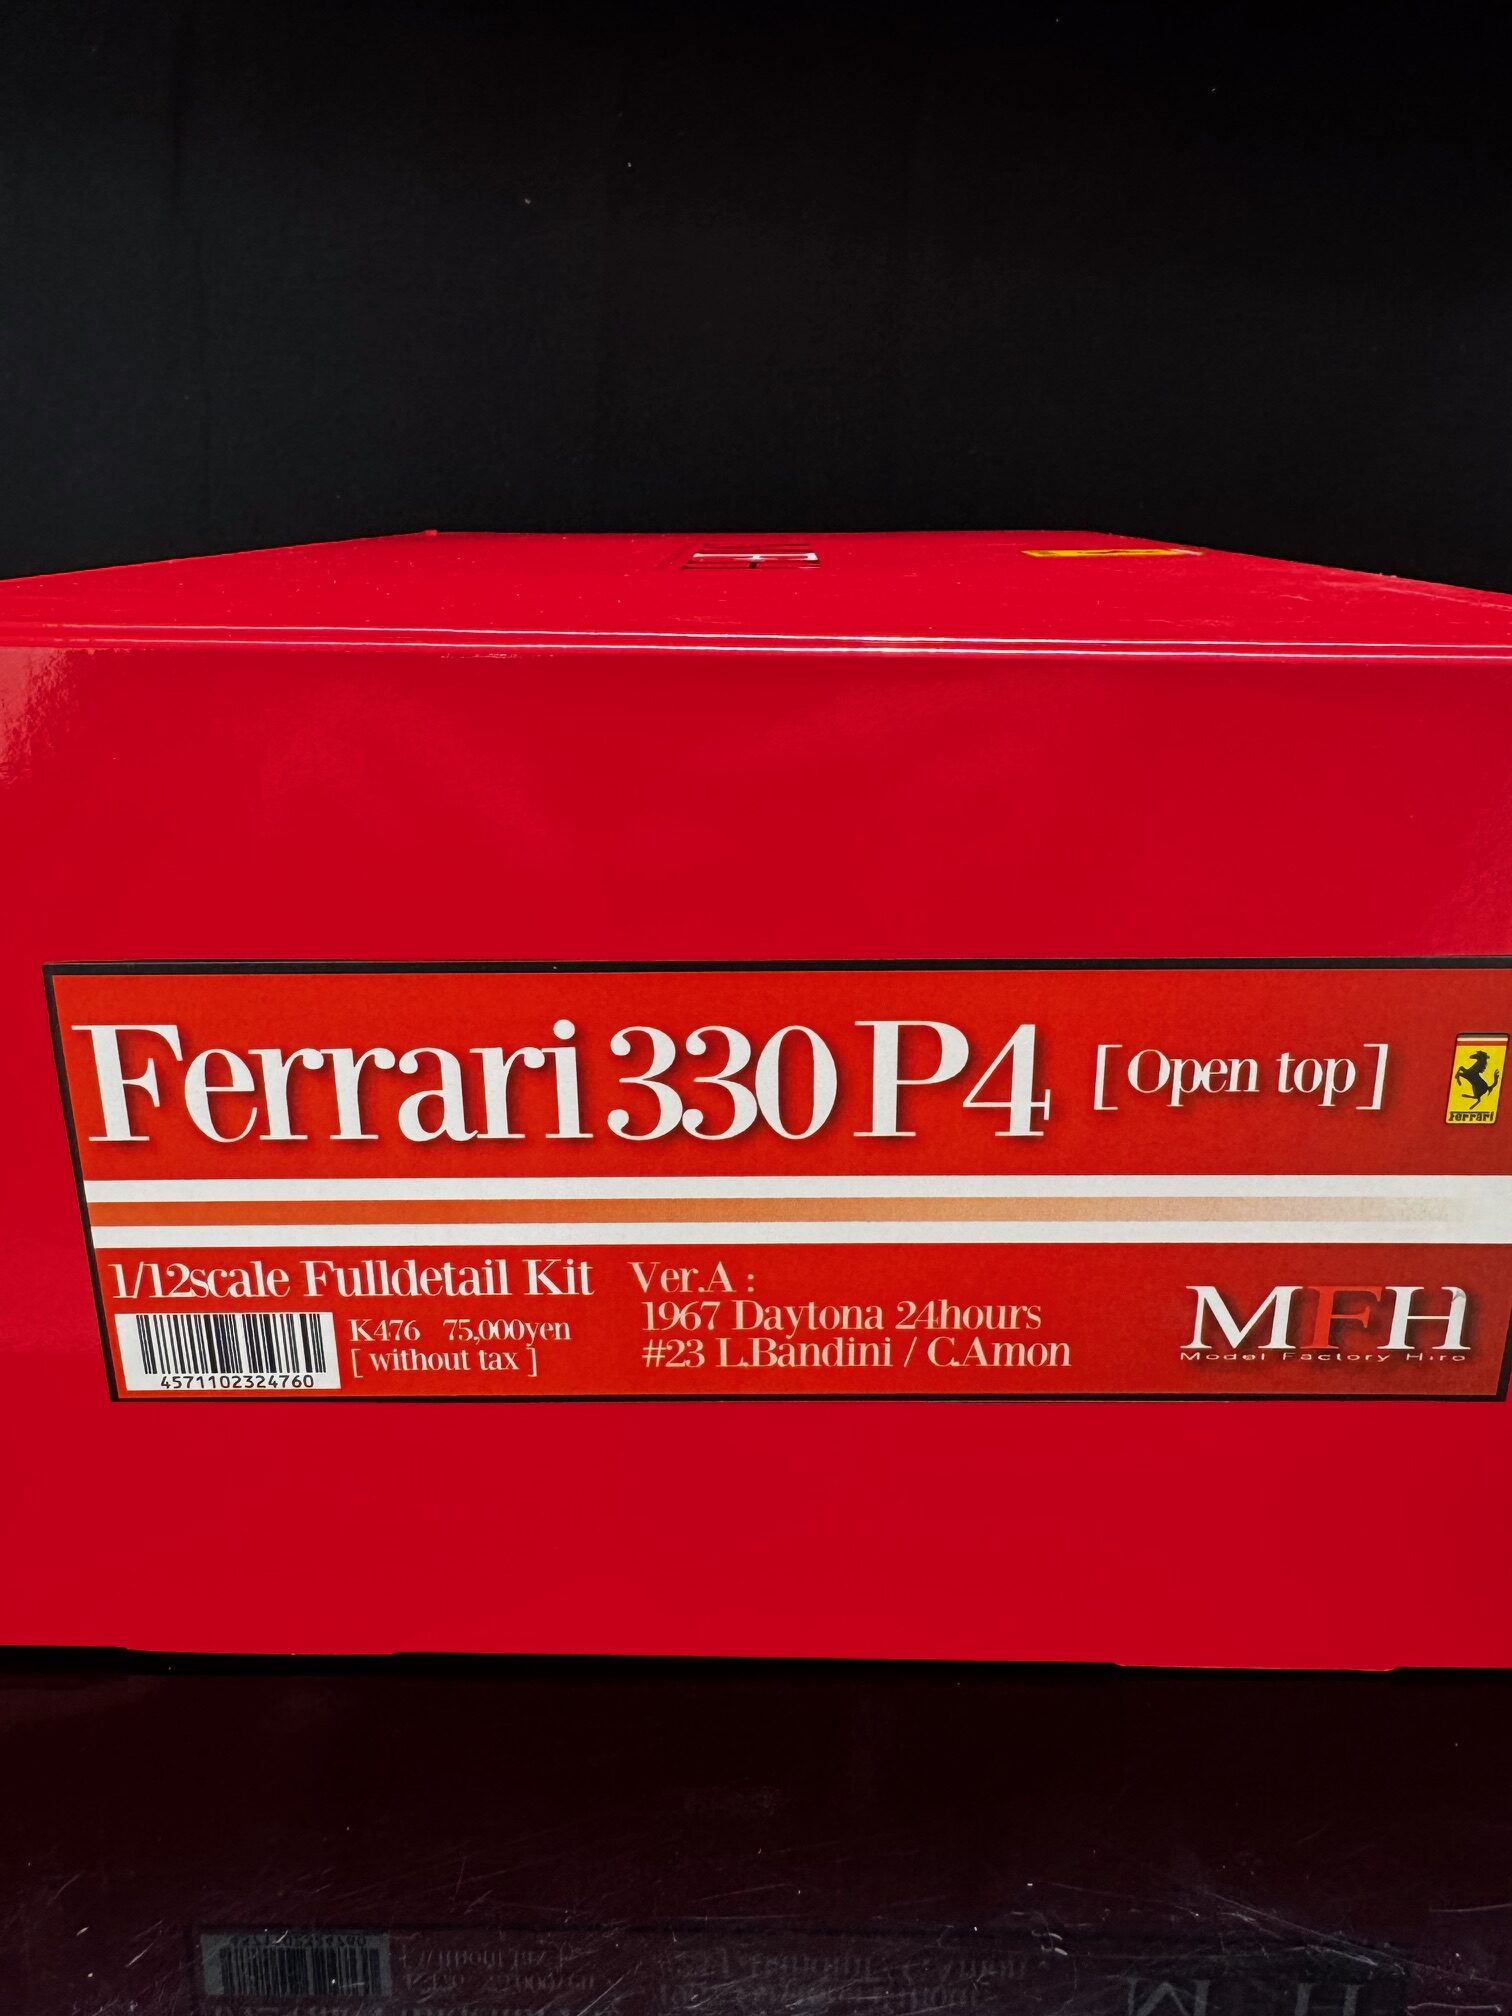 Ferrari 330 P4 [Open top]
Ferrari
1/12scale Fulldetail Kit
K476 75,000yen
[ without tax ]
4571102324760
Ver.A :
1967 Daytona 24hours
#23 L.Bandini / C.Amon
MFH
Model Factory Hiro